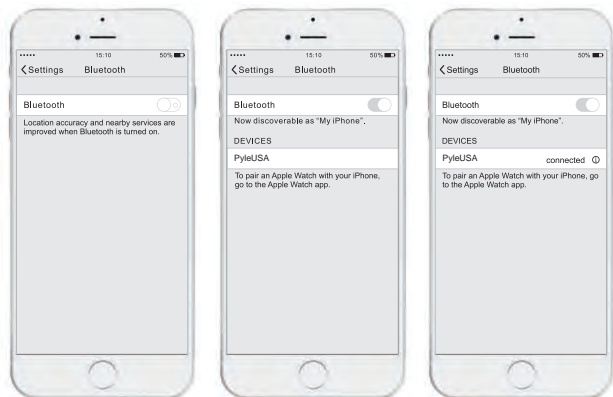 15:10 50%
Settings Bluetooth
Bluetooth
Location accuracy and nearby services are
improved when Bluetooth is turned on.
15:10 50%
Settings Bluetooth
Bluetooth
Now discoverable as “My iPhone”.
DEVICES
PyleUSA
To pair an Apple Watch with your iPhone,
go to the Apple Watch app.
15:10 50%
Settings Bluetooth
Bluetooth
Now discoverable as “My iPhone”.
DEVICES
PyleUSA connected
To pair an Apple Watch with your iPhone, go
to the Apple Watch app.